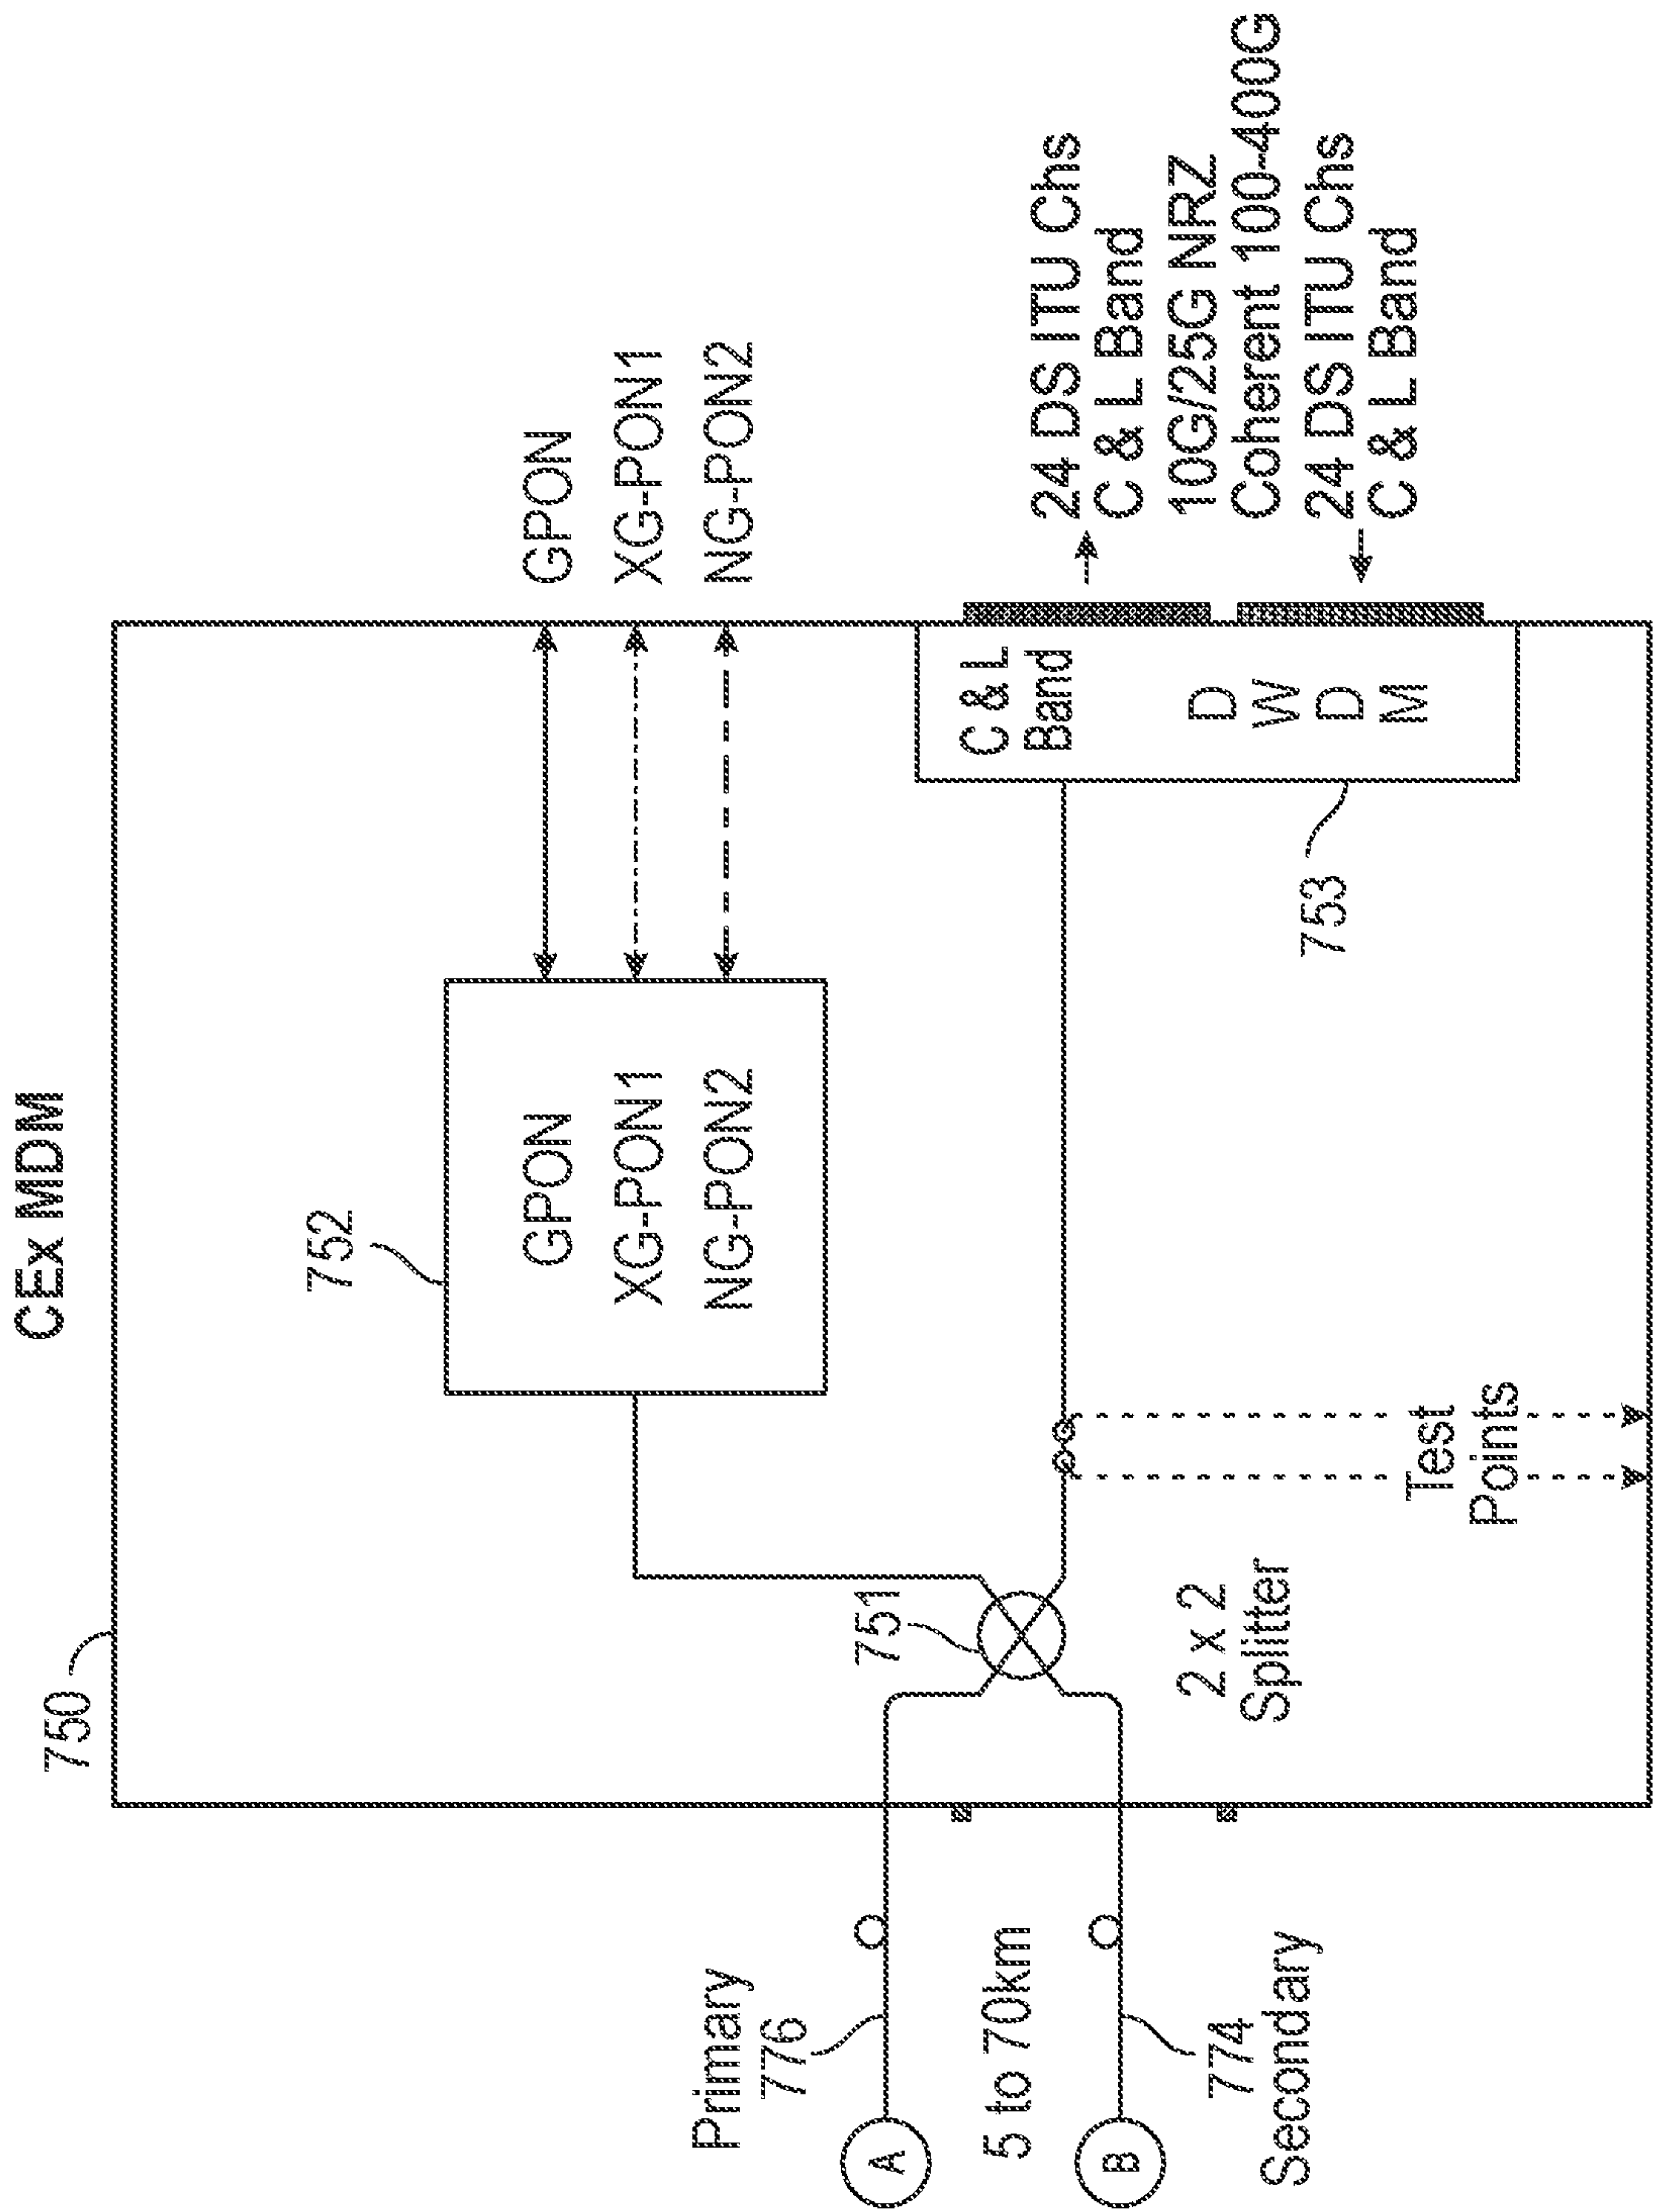 CEx MDM
750
752
GPON
XG-PON1
NG-PON2
GPON
XG-PON1
NG-PON2
Primary
776
A
5 to 70km
B
774
Secondary
751
2 x 2
Splitter
Test
Points
753
C & L
Band
D
W
D
M
24 DS ITU Chs
C & L Band
10G/25G NRZ
Coherent 100-400G
24 DS ITU Chs
C & L Band